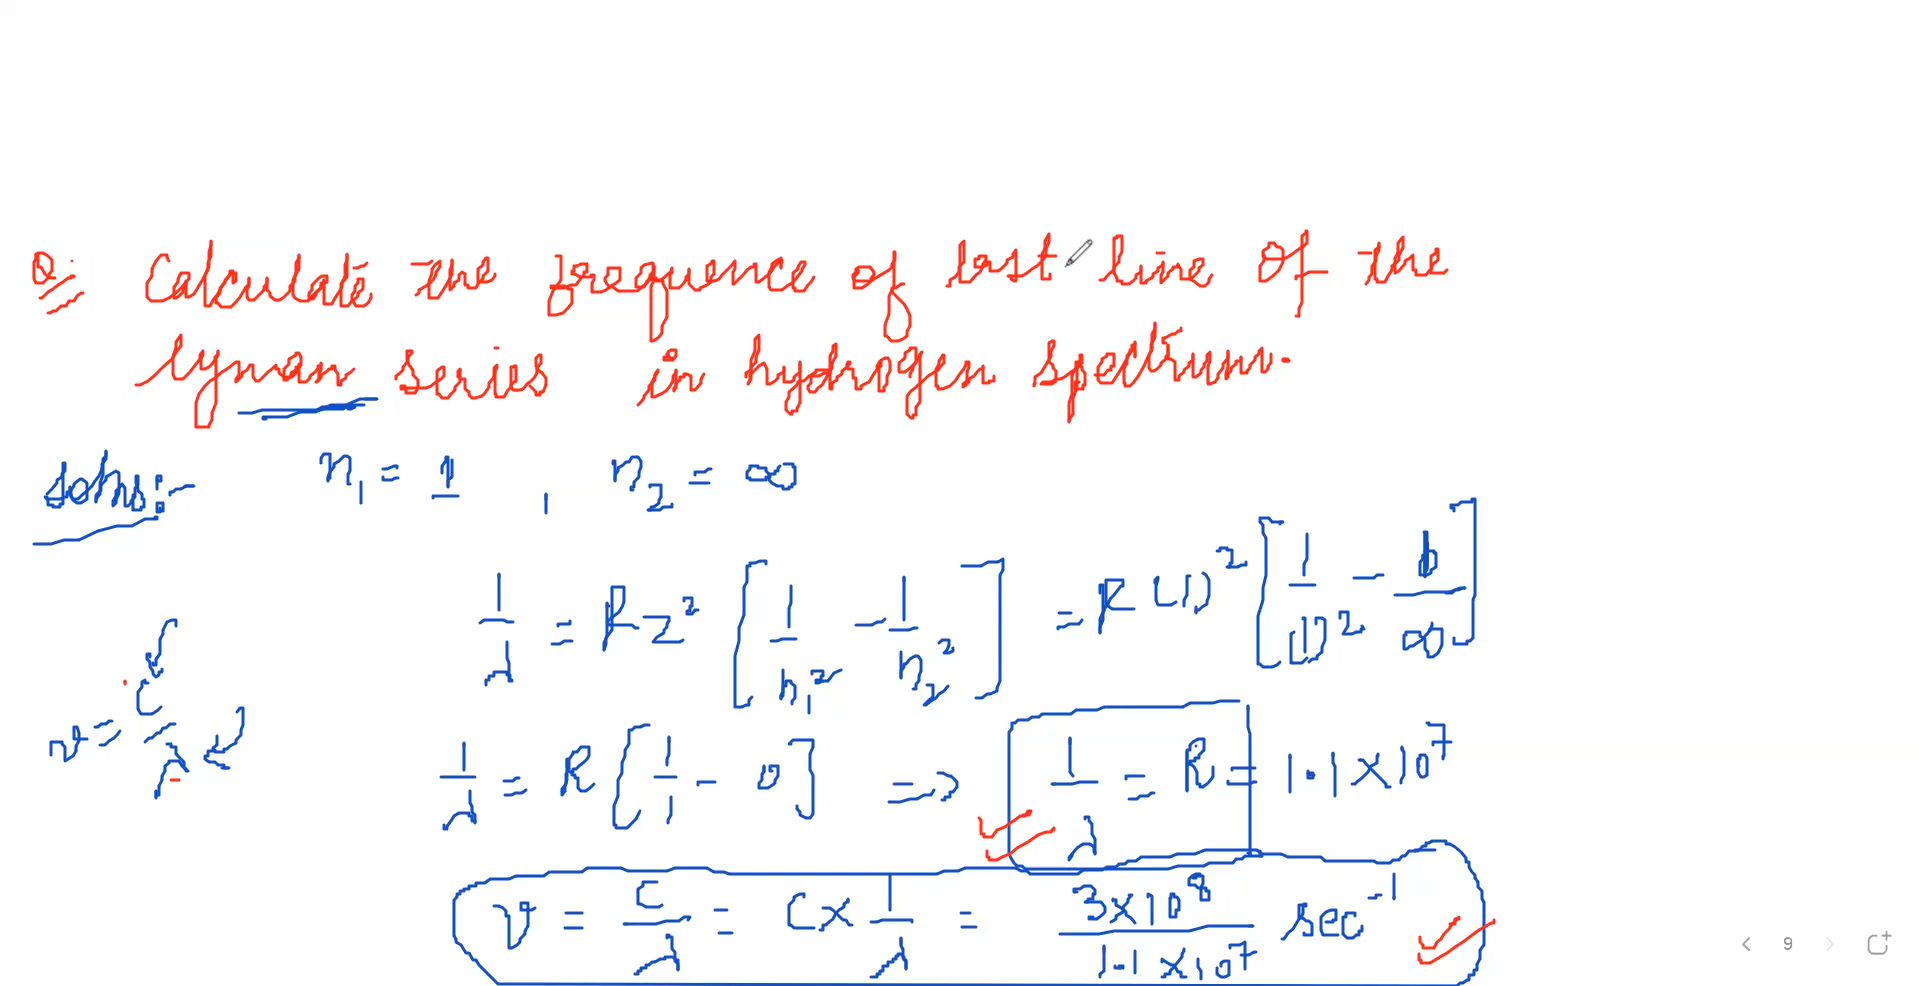 Q: Calculate the frequence of last line of the
lyman series in hydrogen spectrum.
solns:- n₁ = 1 , n₂ = ∞
1/λ = RZ² [1/n₁² - 1/n₂²] = R(1)² [1/(1)² - 1/∞]
ν = c/λ
1/λ = R[1/1 - 0] => 1/λ = R = 1.1×10⁷
ν = c/λ = c × 1/λ = 3×10⁸/1.1×10⁷ sec⁻¹
9